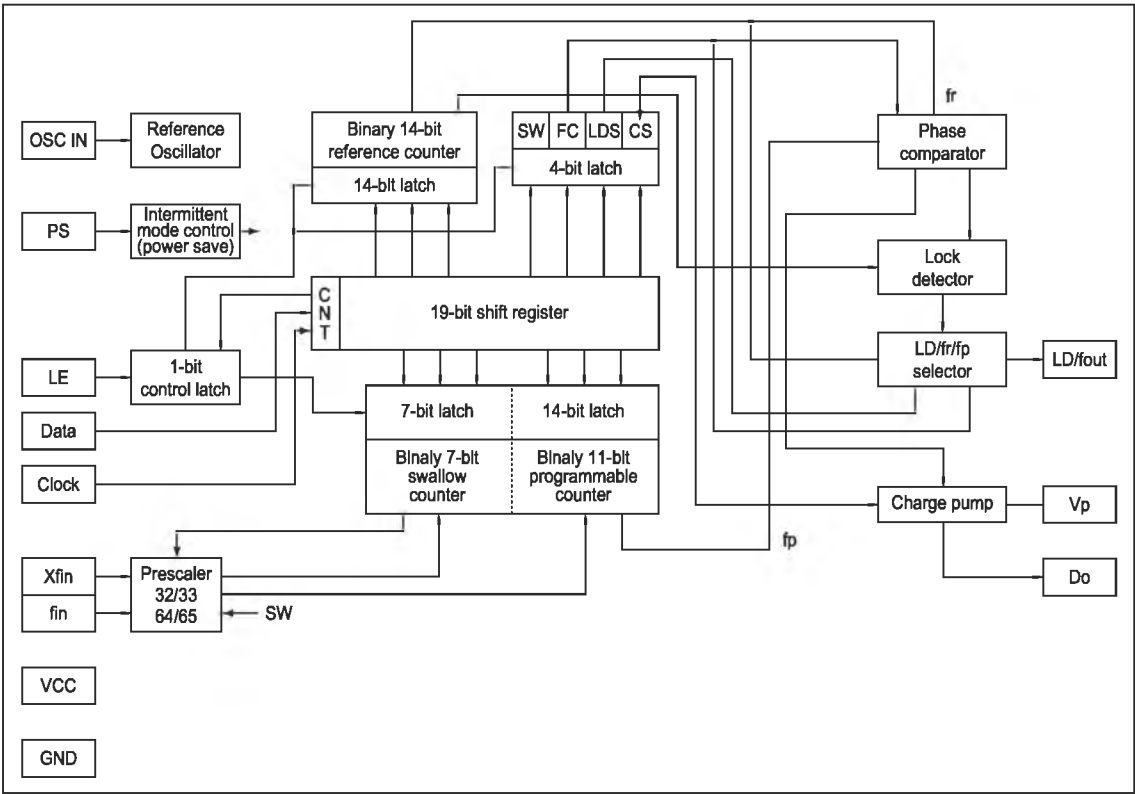 fr
OSC IN
Reference
Oscillator
Binary 14-bit
reference counter
14-bit latch
SW
FC
LDS
CS
4-bit latch
Phase
comparator
PS
Intermittent
mode control
(power save)
Lock
detector
C
N
T
19-bit shift register
LE
1-bit
control latch
LD/fr/fp
selector
LD/fout
Data
7-bit latch
14-bit latch
Clock
BInaly 7-bit
swallow
counter
BInaly 11-bit
programmable
counter
Charge pump
Vp
fp
Xfin
fin
Prescaler
32/33
64/65
SW
Do
VCC
GND